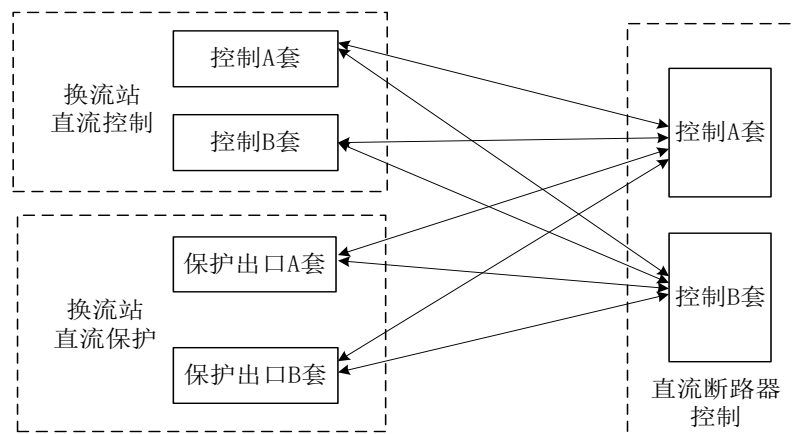 换流站
直流控制
控制A套
控制B套
换流站
直流保护
保护出口A套
保护出口B套
控制A套
控制B套
直流断路器
控制